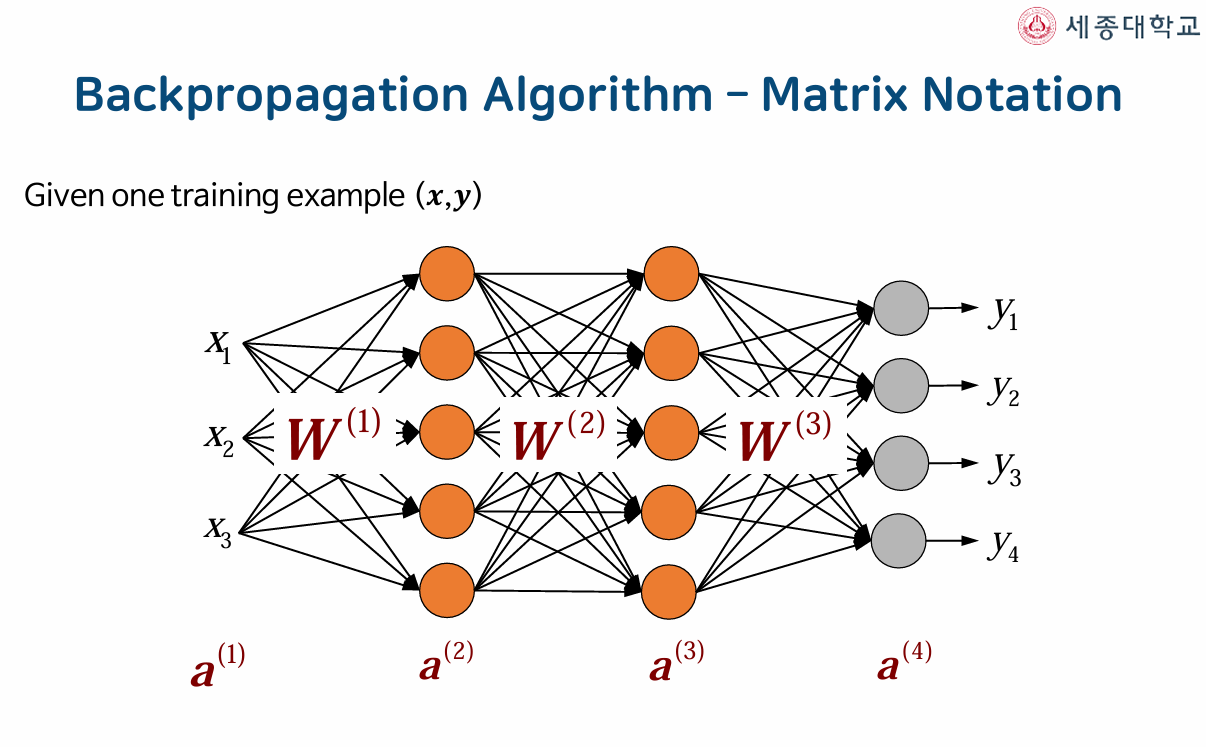 세종대학교
Backpropagation Algorithm – Matrix Notation
Given one training example (x,y)
x₁
x₂
x₃
W⁽¹⁾
W⁽²⁾
W⁽³⁾
y₁
y₂
y₃
y₄
a⁽¹⁾
a⁽²⁾
a⁽³⁾
a⁽⁴⁾